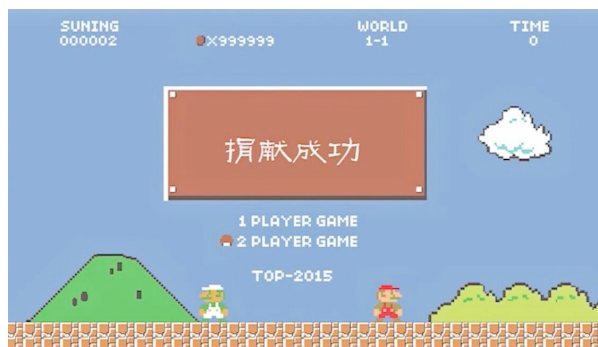 SUNING
000002
X999999
WORLD
1-1
TIME
0
捐献成功
1 PLAYER GAME
2 PLAYER GAME
TOP-2015